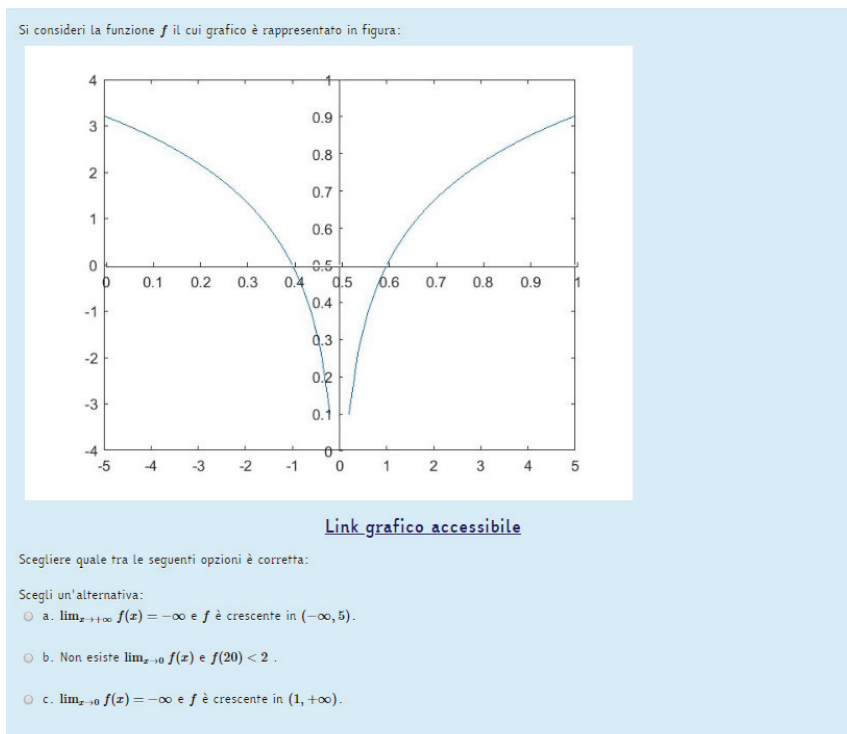 Si consideri la funzione f il cui grafico è rappresentato in figura:
4 1
0.9
3
0.8
2
0.7
1
0.6
0 0.5
0 0.1 0.2 0.3 0.4 0.5 0.6 0.7 0.8 0.9 1
0.4
-1
0.3
-2
0.2
-3
0.1
-4 0
-5 -4 -3 -2 -1 0 1 2 3 4 5
Link grafico accessibile
Scegliere quale tra le seguenti opzioni è corretta:
Scegli un'alternativa:
a. lim_{x→+∞} f(x) = −∞ e f è crescente in (−∞, 5).
b. Non esiste lim_{x→0} f(x) e f(20) < 2 .
c. lim_{x→0} f(x) = −∞ e f è crescente in (1, +∞).